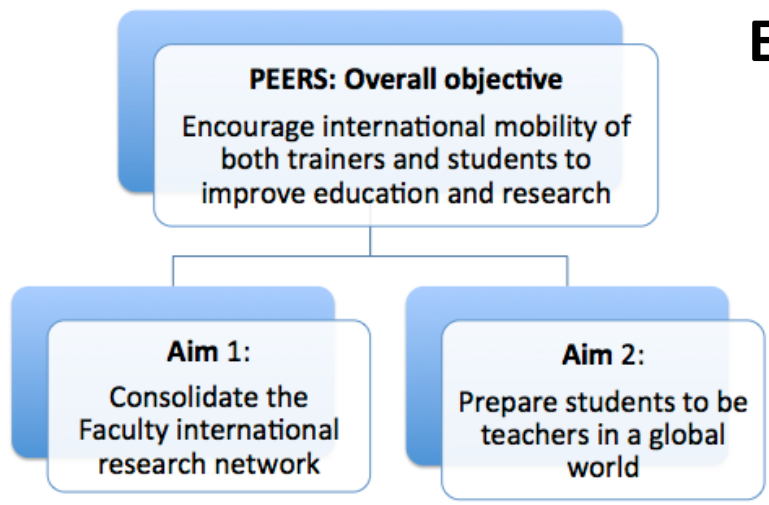 E
PEERS: Overall objective
Encourage international mobility of
both trainers and students to
improve education and research
Aim 1:
Consolidate the
Faculty international
research network
Aim 2:
Prepare students to be
teachers in a global
world